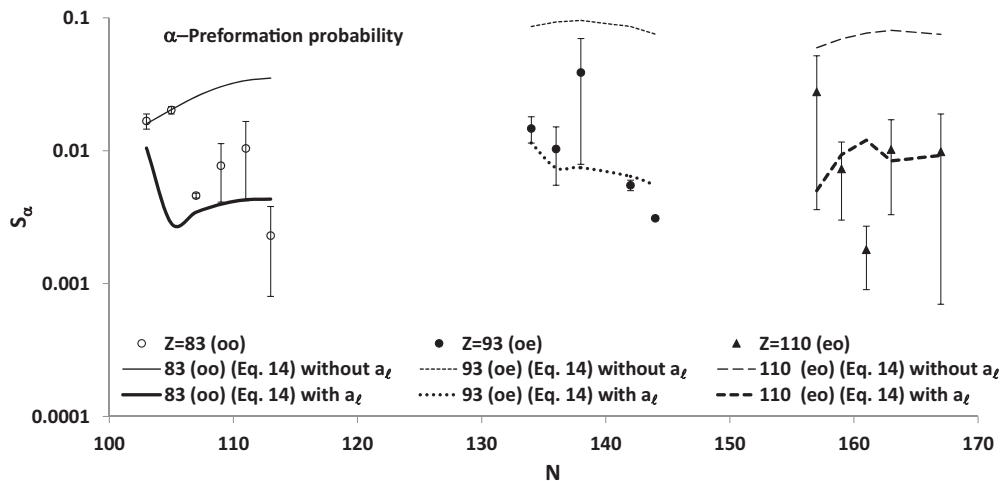 α–Preformation probability
0.1
0.01
0.001
0.0001
Sα
Z=83 (oo)
Z=93 (oe)
Z=110 (eo)
83 (oo) (Eq. 14) without aℓ
93 (oe) (Eq. 14) without aℓ
110 (eo) (Eq. 14) without aℓ
83 (oo) (Eq. 14) with aℓ
93 (oe) (Eq. 14) with aℓ
110 (eo) (Eq. 14) with aℓ
100 110 120 130 140 150 160 170
N